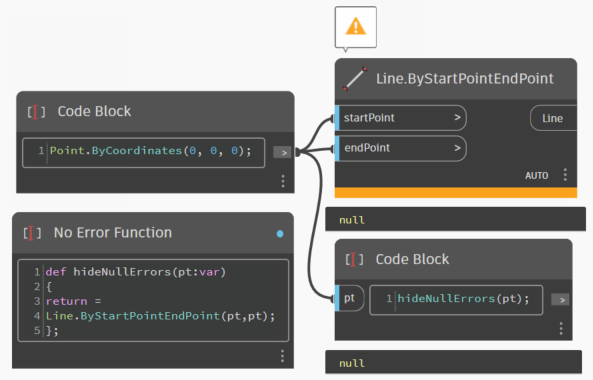 Code Block
1 Point.ByCoordinates(0, 0, 0);
>
Line.ByStartPointEndPoint
startPoint >
Line
endPoint >
AUTO
null
No Error Function
1 def hideNullErrors(pt:var)
2 {
3 return =
4 Line.ByStartPointEndPoint(pt,pt);
5 };
Code Block
pt
1 hideNullErrors(pt);
>
null